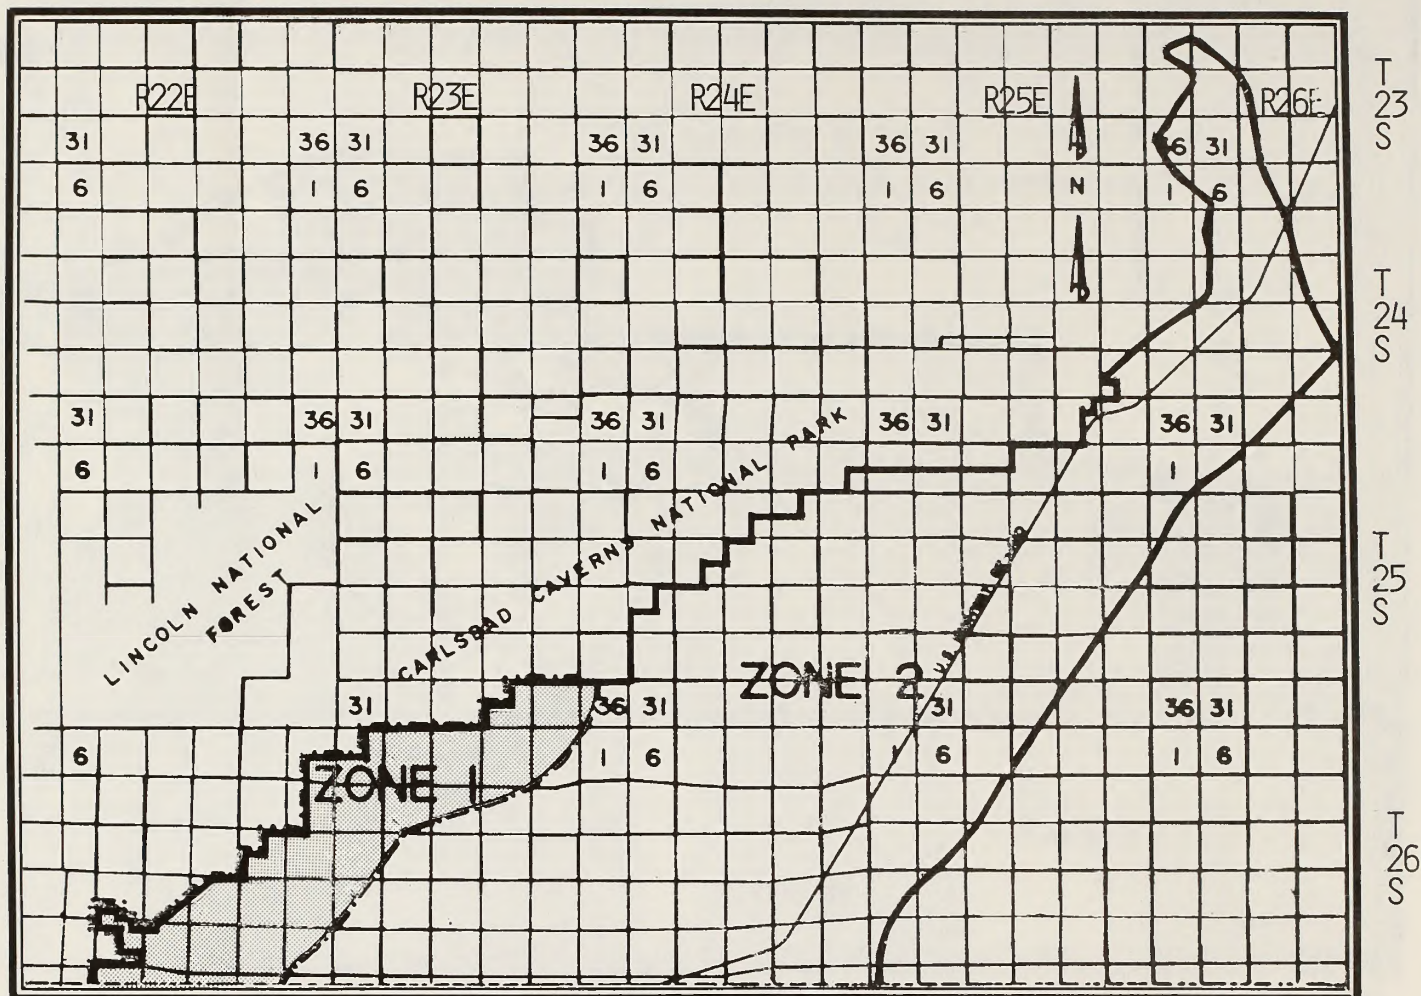 R22E R23E R24E R25E R26E
T 23 S
31 36 31 36 31 36 31 36 31
6 1 6 1 6 1 6 N 1 6
T 24 S
31 36 31 36 31 36 31 36 31
6 1 6 1 6 1
CARLSBAD CAVERNS NATIONAL PARK
LINCOLN NATIONAL
FOREST
T 25 S
ZONE 2
U.S.
31 36 31 31 36 31
6 1 6 1 6 1 6
ZONE 1
T 26 S